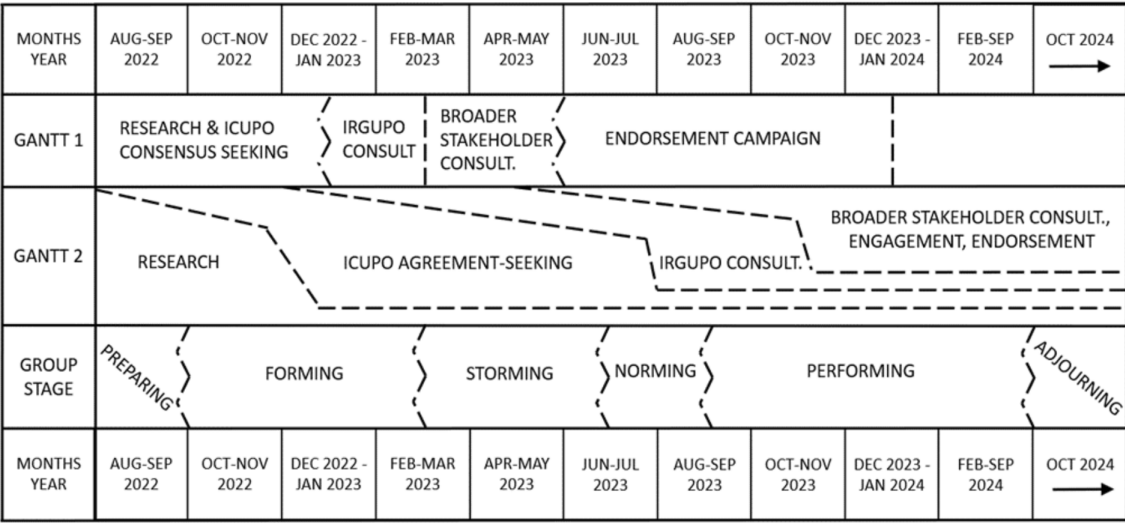 MONTHS YEAR
AUG-SEP 2022
OCT-NOV 2022
DEC 2022 - JAN 2023
FEB-MAR 2023
APR-MAY 2023
JUN-JUL 2023
AUG-SEP 2023
OCT-NOV 2023
DEC 2023 - JAN 2024
FEB-SEP 2024
OCT 2024
GANTT 1
RESEARCH & ICUPO
CONSENSUS SEEKING
IRGUPO
CONSULT
BROADER
STAKEHOLDER
CONSULT.
ENDORSEMENT CAMPAIGN
GANTT 2
RESEARCH
ICUPO AGREEMENT-SEEKING
IRGUPO CONSULT.
BROADER STAKEHOLDER CONSULT.,
ENGAGEMENT, ENDORSEMENT
GROUP
STAGE
PREPARING
FORMING
STORMING
NORMING
PERFORMING
ADJOURNING
MONTHS YEAR
AUG-SEP 2022
OCT-NOV 2022
DEC 2022 - JAN 2023
FEB-MAR 2023
APR-MAY 2023
JUN-JUL 2023
AUG-SEP 2023
OCT-NOV 2023
DEC 2023 - JAN 2024
FEB-SEP 2024
OCT 2024